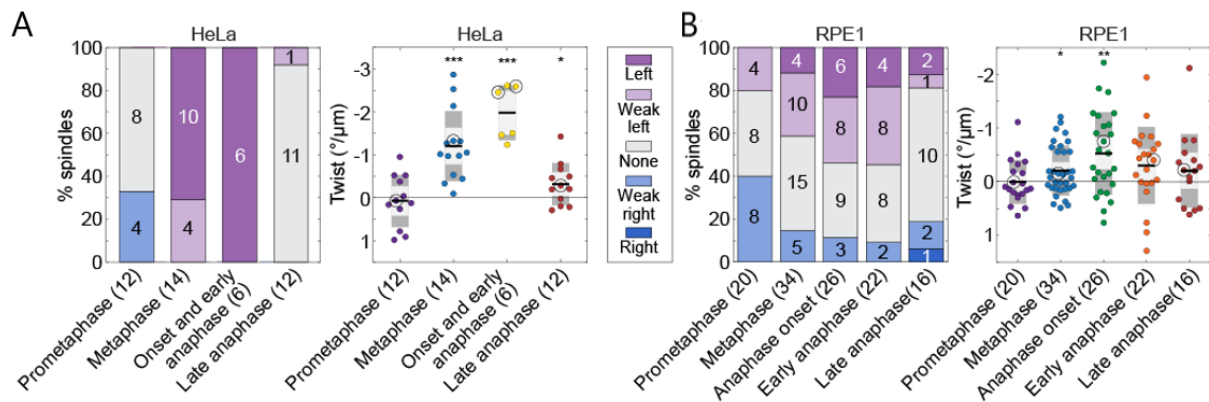 A
HeLa
% spindles
100
80
60
40
20
0
8
4
10
4
6
1
11
Prometaphase (12)
Metaphase (14)
Onset and early
anaphase (6)
Late anaphase (12)
HeLa
Twist (°/μm)
-3
-2
-1
0
1
***
***
*
Prometaphase (12)
Metaphase (14)
Onset and early
anaphase (6)
Late anaphase (12)
Left
Weak
left
None
Weak
right
Right
B
RPE1
% spindles
100
80
60
40
20
0
4
8
8
4
10
15
5
6
8
9
3
4
8
8
2
2
1
10
2
1
Prometaphase (20)
Metaphase (34)
Anaphase onset (26)
Early anaphase (22)
Late anaphase(16)
RPE1
Twist (°/μm)
-2
-1
0
1
*
**
Prometaphase (20)
Metaphase (34)
Anaphase onset (26)
Early anaphase (22)
Late anaphase(16)